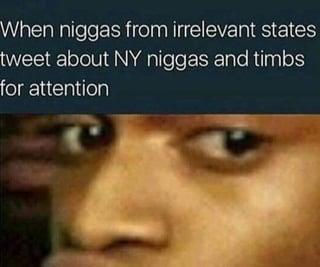 When niggas from irrelevant states
tweet about NY niggas and timbs
for attention